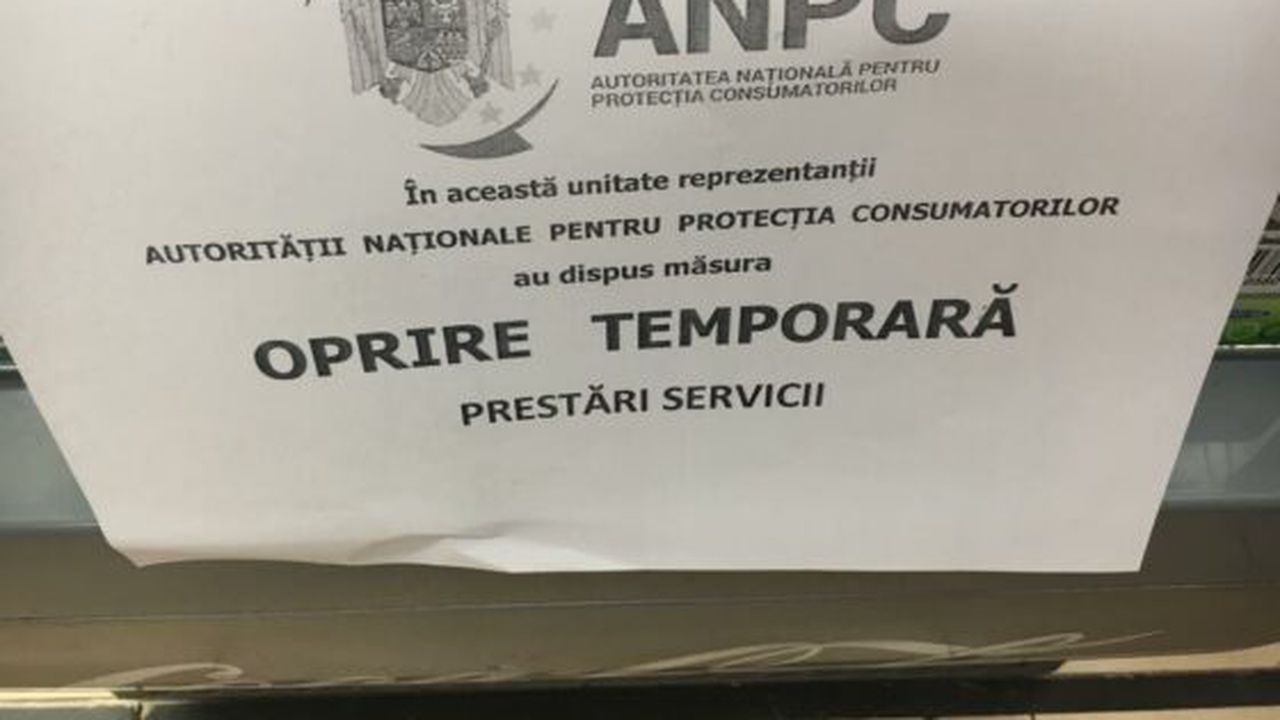 ANPC
AUTORITATEA NAȚIONALĂ PENTRU
PROTECȚIA CONSUMATORILOR
În această unitate reprezentanții
AUTORITĂȚII NAȚIONALE PENTRU PROTECȚIA CONSUMATORILOR
au dispus măsura
OPRIRE TEMPORARĂ
PRESTĂRI SERVICII